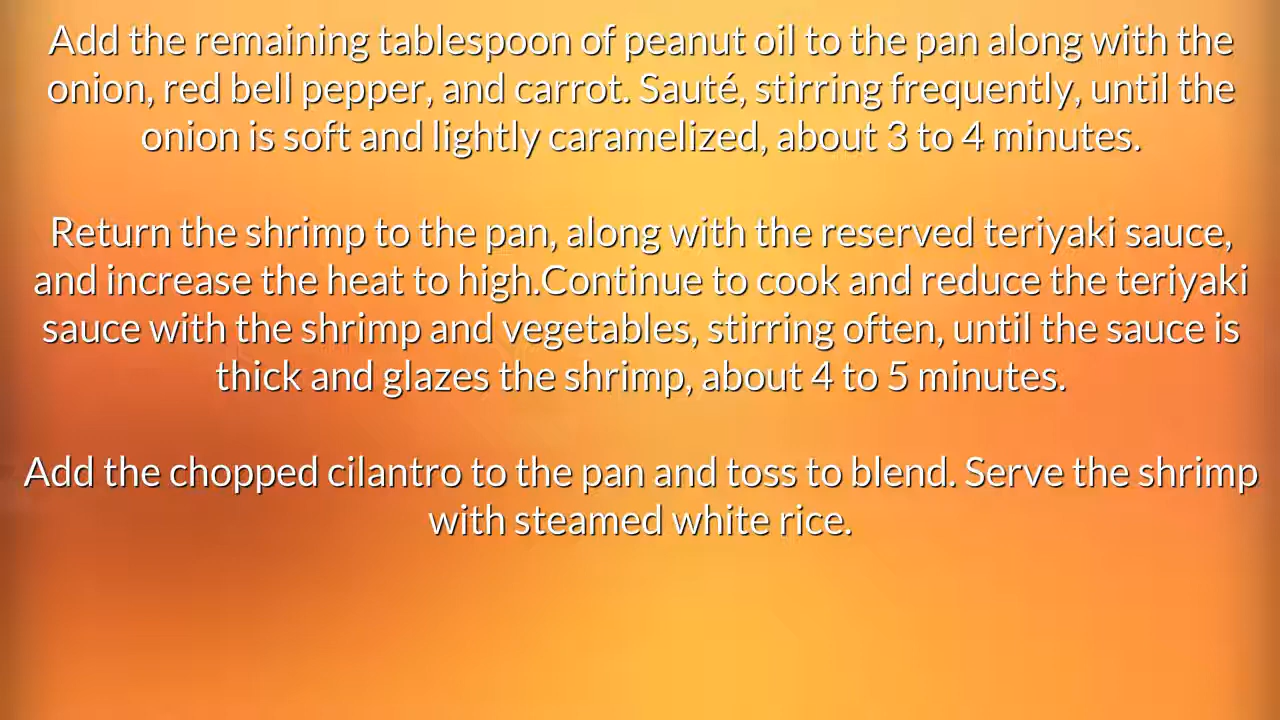 Add the remaining tablespoon of peanut oil to the pan along with the
onion, red bell pepper, and carrot. Sauté, stirring frequently, until the
onion is soft and lightly caramelized, about 3 to 4 minutes.
Return the shrimp to the pan, along with the reserved teriyaki sauce,
and increase the heat to high.Continue to cook and reduce the teriyaki
sauce with the shrimp and vegetables, stirring often, until the sauce is
thick and glazes the shrimp, about 4 to 5 minutes.
Add the chopped cilantro to the pan and toss to blend. Serve the shrimp
with steamed white rice.